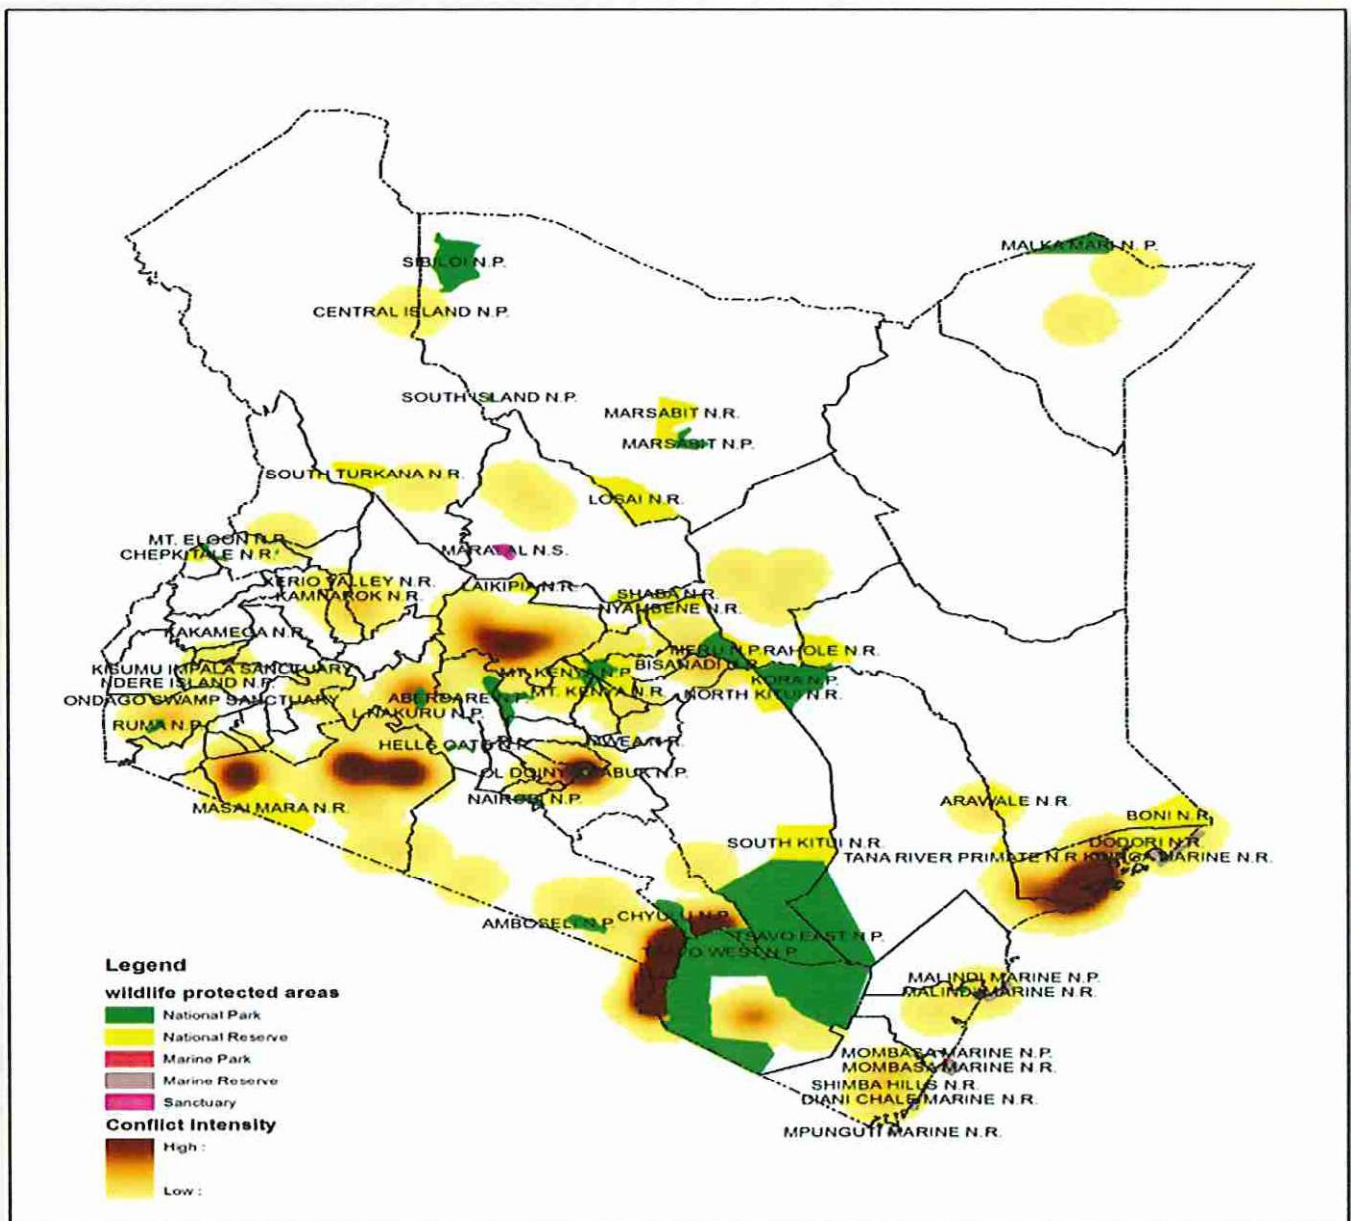 MALKA MARI N.P.
SIBILOI N.P.
CENTRAL ISLAND N.P.
SOUTH ISLAND N.P.
MARSABIT N.R.
MARSABIT N.P.
SOUTH TURKANA N.R.
LOSAI N.R.
MT. ELGON N.P.
CHEPKITALE N.R.
MARALAL N.S.
KERIO VALLEY N.R.
KAMNAROK N.R.
LAIKIPIA N.R.
SHABA N.R.
NYAMBENE N.R.
KAKAMEGA N.R.
MERU N.P.
RAHOLE N.R.
BISANADI N.R.
KISUMU IMPALA SANCTUARY
MT. KENYA N.P.
KORA N.P.
NDERE ISLAND N.P.
MT. KENYA N.R.
NORTH KITUI N.R.
ONDAGO SWAMP SANCTUARY
ABERDARE N.P.
L.NAKURU N.P.
RUMA N.P.
HELLS GATE N.P.
MWEA N.R.
OL DOINYO SABUK N.P.
NAIROBI N.P.
MASAI MARA N.R.
ARAWALE N.R.
BONI N.R.
SOUTH KITUI N.R.
DODORI N.R.
TANA RIVER PRIMATE N.R.
KIUNGA MARINE N.R.
AMBOSELI N.P.
CHYULU N.P.
TSAVO EAST N.P.
TSAVO WEST N.P.
MALINDI MARINE N.P.
MALINDI MARINE N.R.
MOMBASA MARINE N.P.
MOMBASA MARINE N.R.
SHIMBA HILLS N.R.
DIANI CHALE MARINE N.R.
MPUNGUTI MARINE N.R.
Legend
wildlife protected areas
National Park
National Reserve
Marine Park
Marine Reserve
Sanctuary
Conflict Intensity
High :
Low :